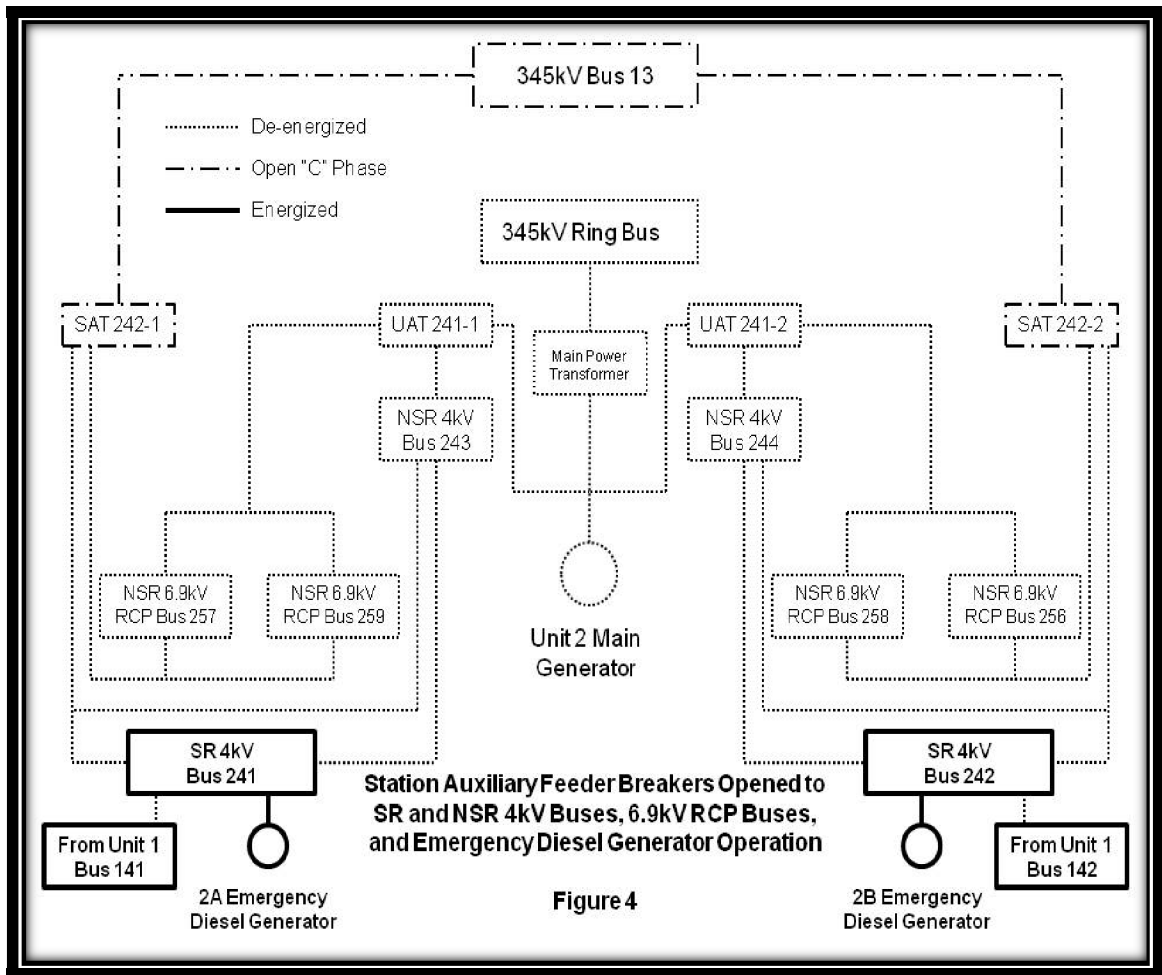 345kV Bus 13
De-energized
Open "C" Phase
Energized
345kV Ring Bus
SAT 242-1
UAT 241-1
Main Power
Transformer
UAT 241-2
SAT 242-2
NSR 4kV
Bus 243
NSR 4kV
Bus 244
NSR 6.9kV
RCP Bus 257
NSR 6.9kV
RCP Bus 259
NSR 6.9kV
RCP Bus 258
NSR 6.9kV
RCP Bus 256
Unit 2 Main
Generator
SR 4kV
Bus 241
SR 4kV
Bus 242
Station Auxiliary Feeder Breakers Opened to
SR and NSR 4kV Buses, 6.9kV RCP Buses,
and Emergency Diesel Generator Operation
From Unit 1
Bus 141
2A Emergency
Diesel Generator
Figure 4
2B Emergency
Diesel Generator
From Unit 1
Bus 142